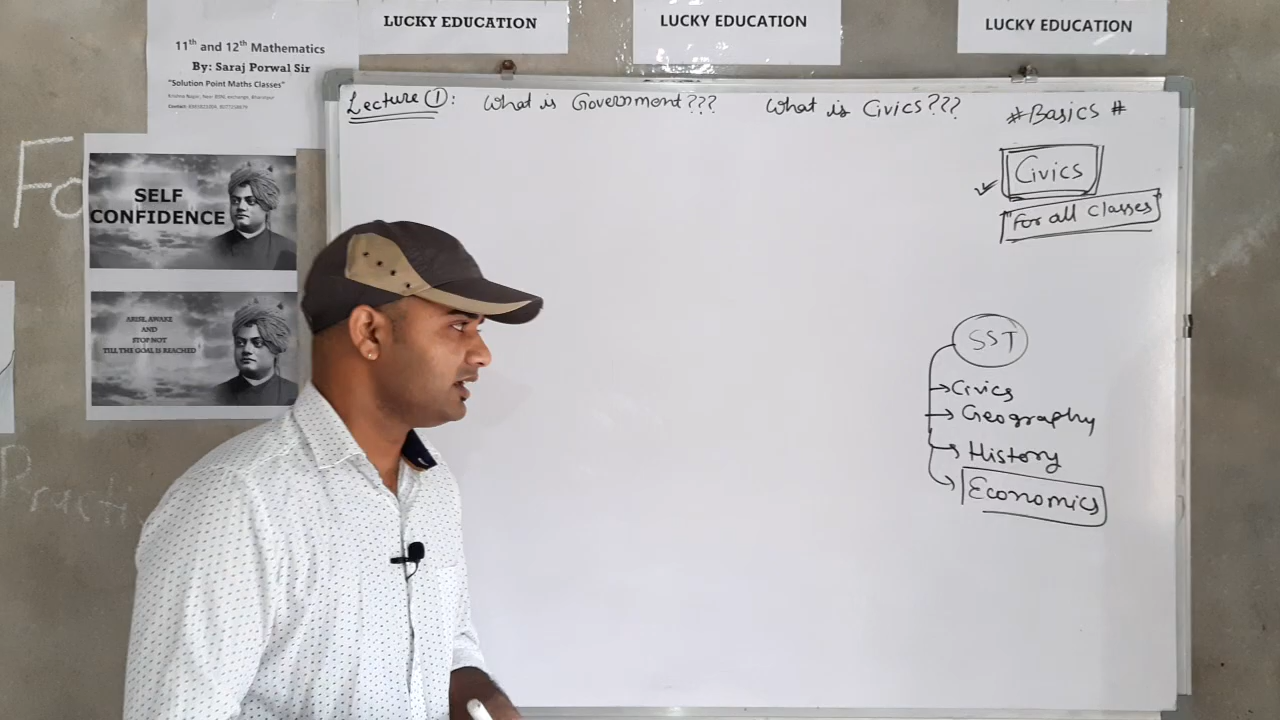 LUCKY EDUCATION
LUCKY EDUCATION
LUCKY EDUCATION
11th and 12th Mathematics
By: Saraj Porwal Sir
"Solution Point Maths Classes"
Lecture ①: What is Government??? What is Civics??? #Basics #
Civics
"For all classes"
SELF
CONFIDENCE
ARISE, AWAKE
AND
STOP NOT
TILL THE GOAL IS REACHED
SST
Civics
Geography
History
Economics